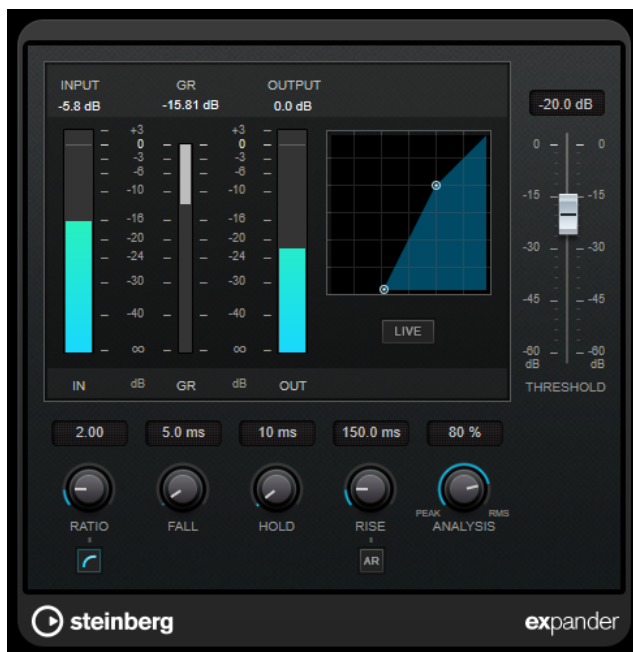 INPUT GR OUTPUT
-5.8 dB -15.81 dB 0.0 dB -20.0 dB
+3 +3
0 0 0 0
-3 -3
-6 -6
-10 -10 -15 -15
-16 -16
-20 -20
-24 -24 -30 -30
-30 -30
-40 -40 -45 -45
LIVE
∞ ∞ -60 -60
dB dB
IN dB GR dB OUT THRESHOLD
2.00 5.0 ms 10 ms 150.0 ms 80 %
PEAK RMS
RATIO FALL HOLD RISE ANALYSIS
AR
steinberg expander